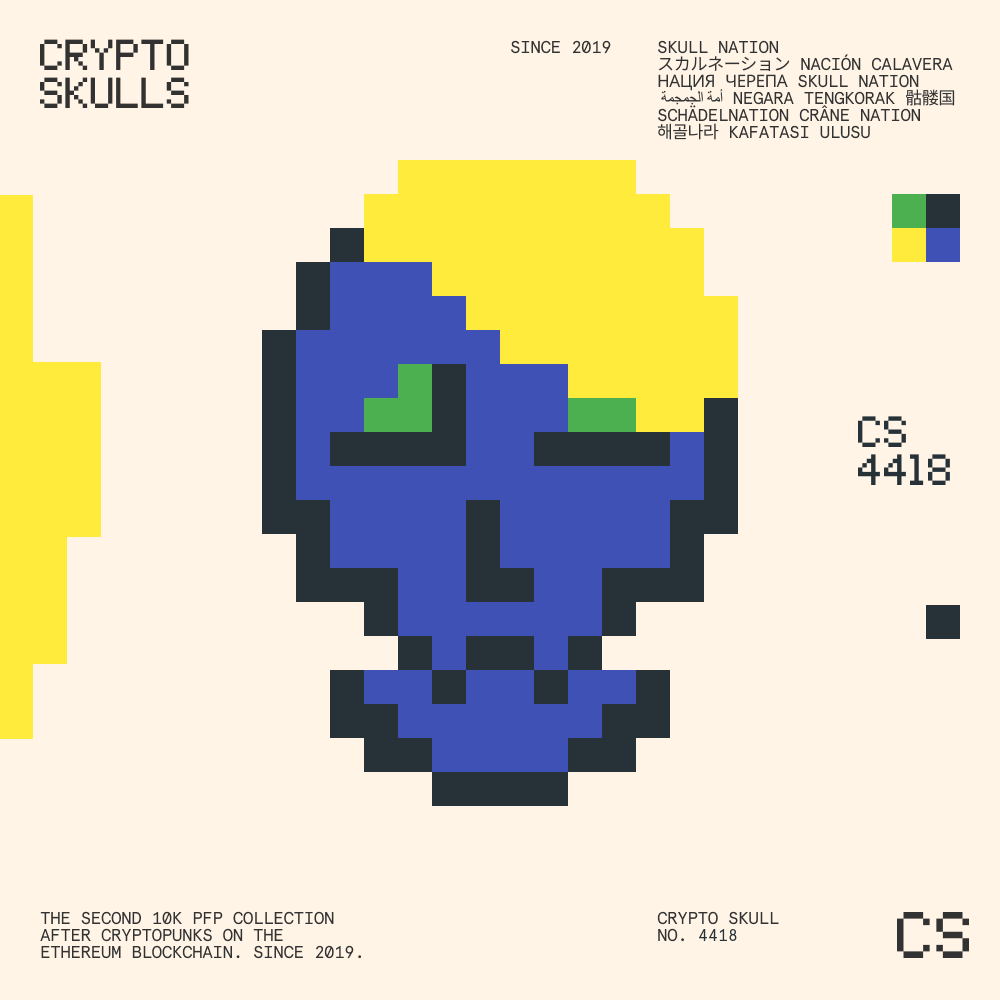 CRYPTO
SKULLS
SINCE 2019
SKULL NATION
スカルネーション NACIÓN CALAVERA
НАЦИЯ ЧЕРЕПА SKULL NATION
أمة الجمجمة NEGARA TENGKORAK 骷髅国
SCHÄDELNATION CRÂNE NATION
해골나라 KAFATASI ULUSU
CS
4418
THE SECOND 10K PFP COLLECTION
AFTER CRYPTOPUNKS ON THE
ETHEREUM BLOCKCHAIN. SINCE 2019.
CRYPTO SKULL
NO. 4418
CS